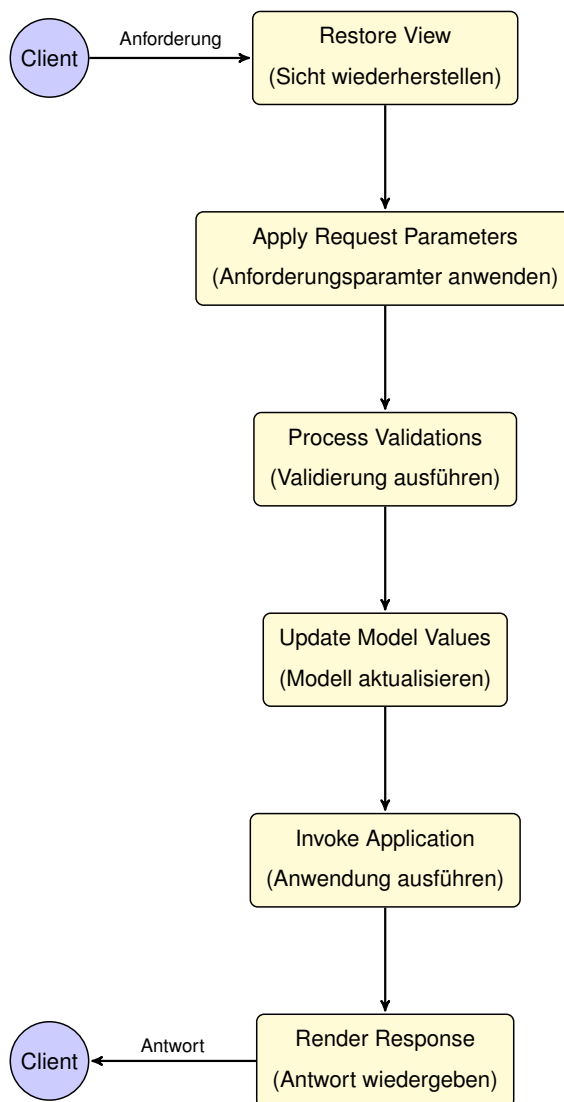 Client
Anforderung
Restore View
(Sicht wiederherstellen)
Apply Request Parameters
(Anforderungsparamter anwenden)
Process Validations
(Validierung ausführen)
Update Model Values
(Modell aktualisieren)
Invoke Application
(Anwendung ausführen)
Client
Antwort
Render Response
(Antwort wiedergeben)